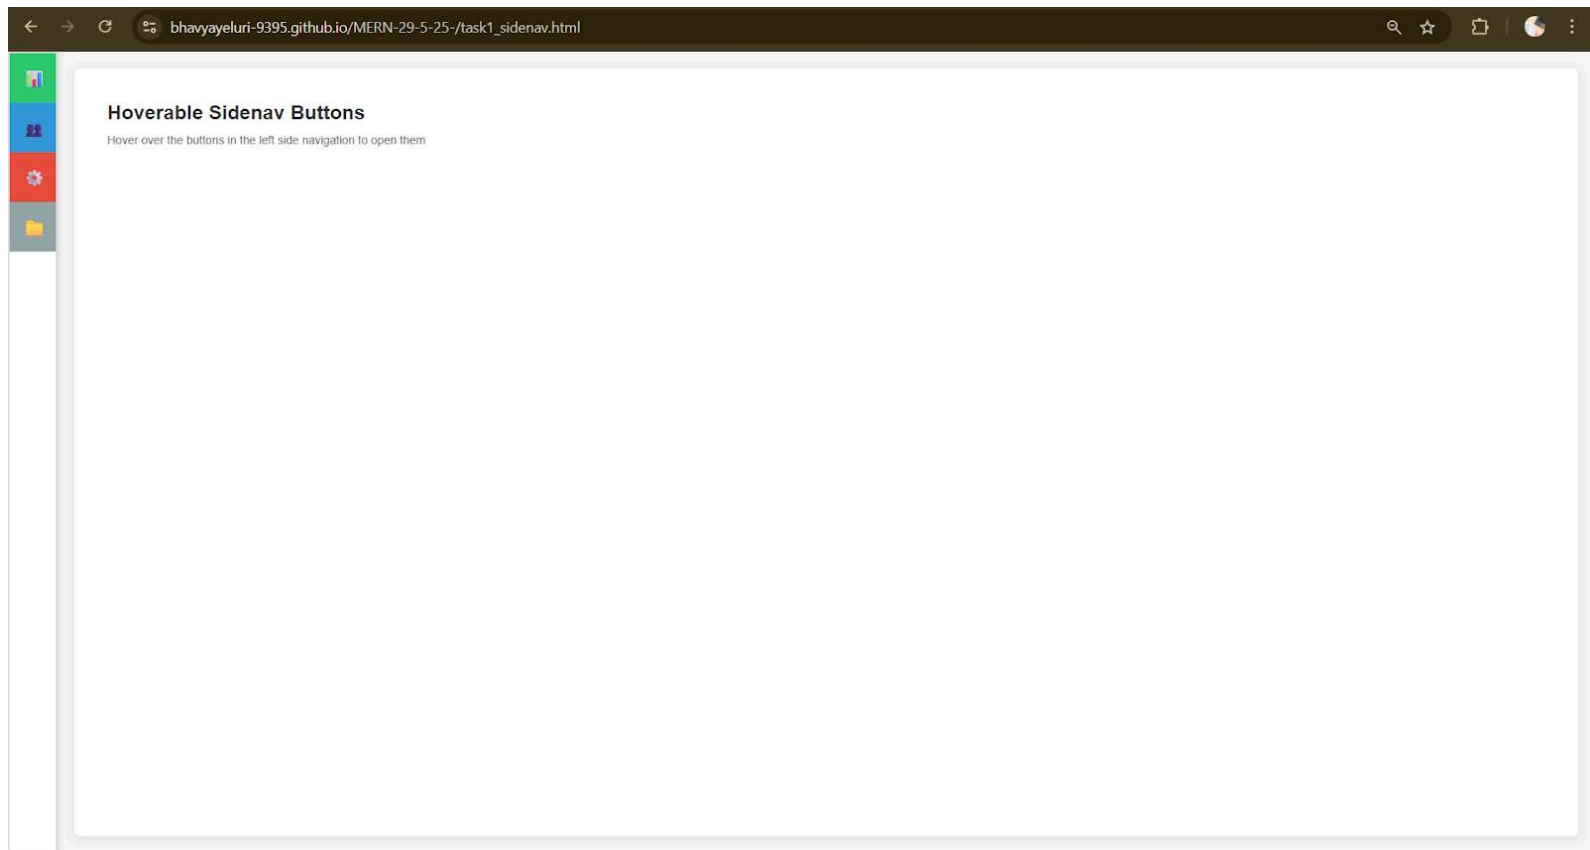 bhavyayeluri-9395.github.io/MERN-29-5-25-/task1_sidenav.html
Hoverable Sidenav Buttons
Hover over the buttons in the left side navigation to open them